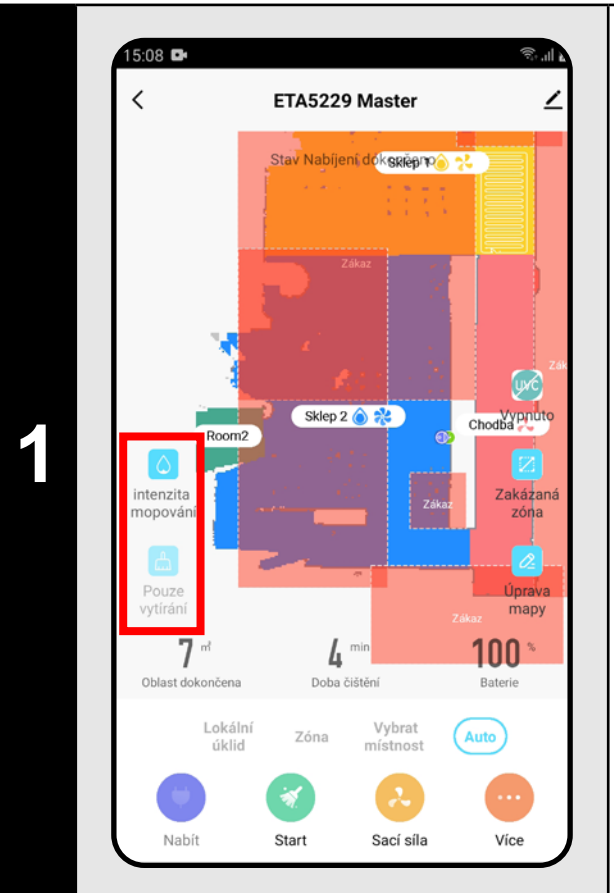 1
15:08
ETA5229 Master
Stav Nabíjení dokončeno
Sklep 1
Zákaz
Zák
UVC
Vypnuto
Sklep 2
Chodba
Room2
intenzita
mopování
Zakázaná
zóna
Zákaz
Pouze
vytírání
Úprava
mapy
Zákaz
7 ㎡
4 min
100 %
Oblast dokončena
Doba čištění
Baterie
Lokální
úklid
Zóna
Vybrat
místnost
Auto
Nabít
Start
Sací síla
Více